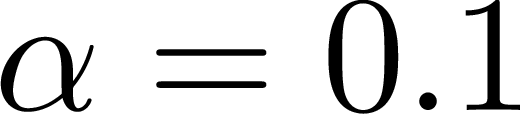 α = 0.1